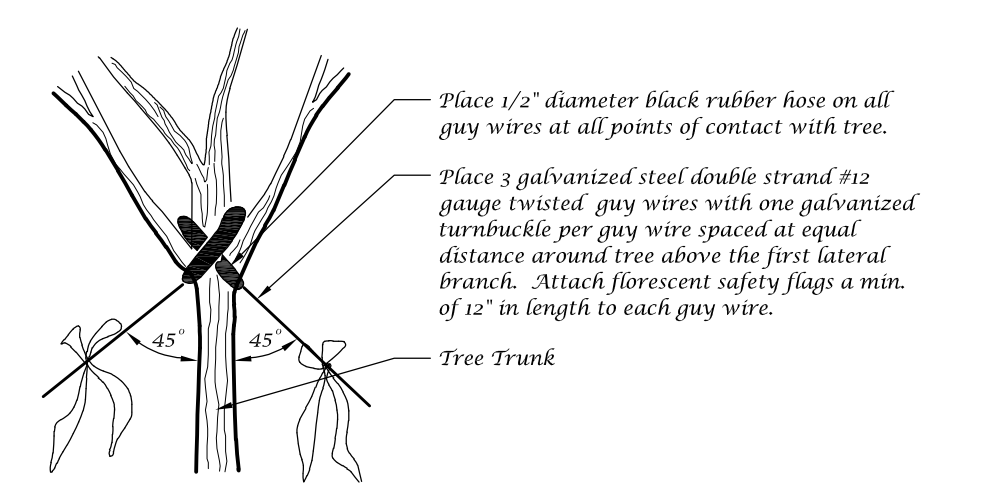 Place 1/2" diameter black rubber hose on all
guy wires at all points of contact with tree.
Place 3 galvanized steel double strand #12
gauge twisted guy wires with one galvanized
turnbuckle per guy wire spaced at equal
distance around tree above the first lateral
branch. Attach florescent safety flags a min.
of 12" in length to each guy wire.
45° 45°
Tree Trunk